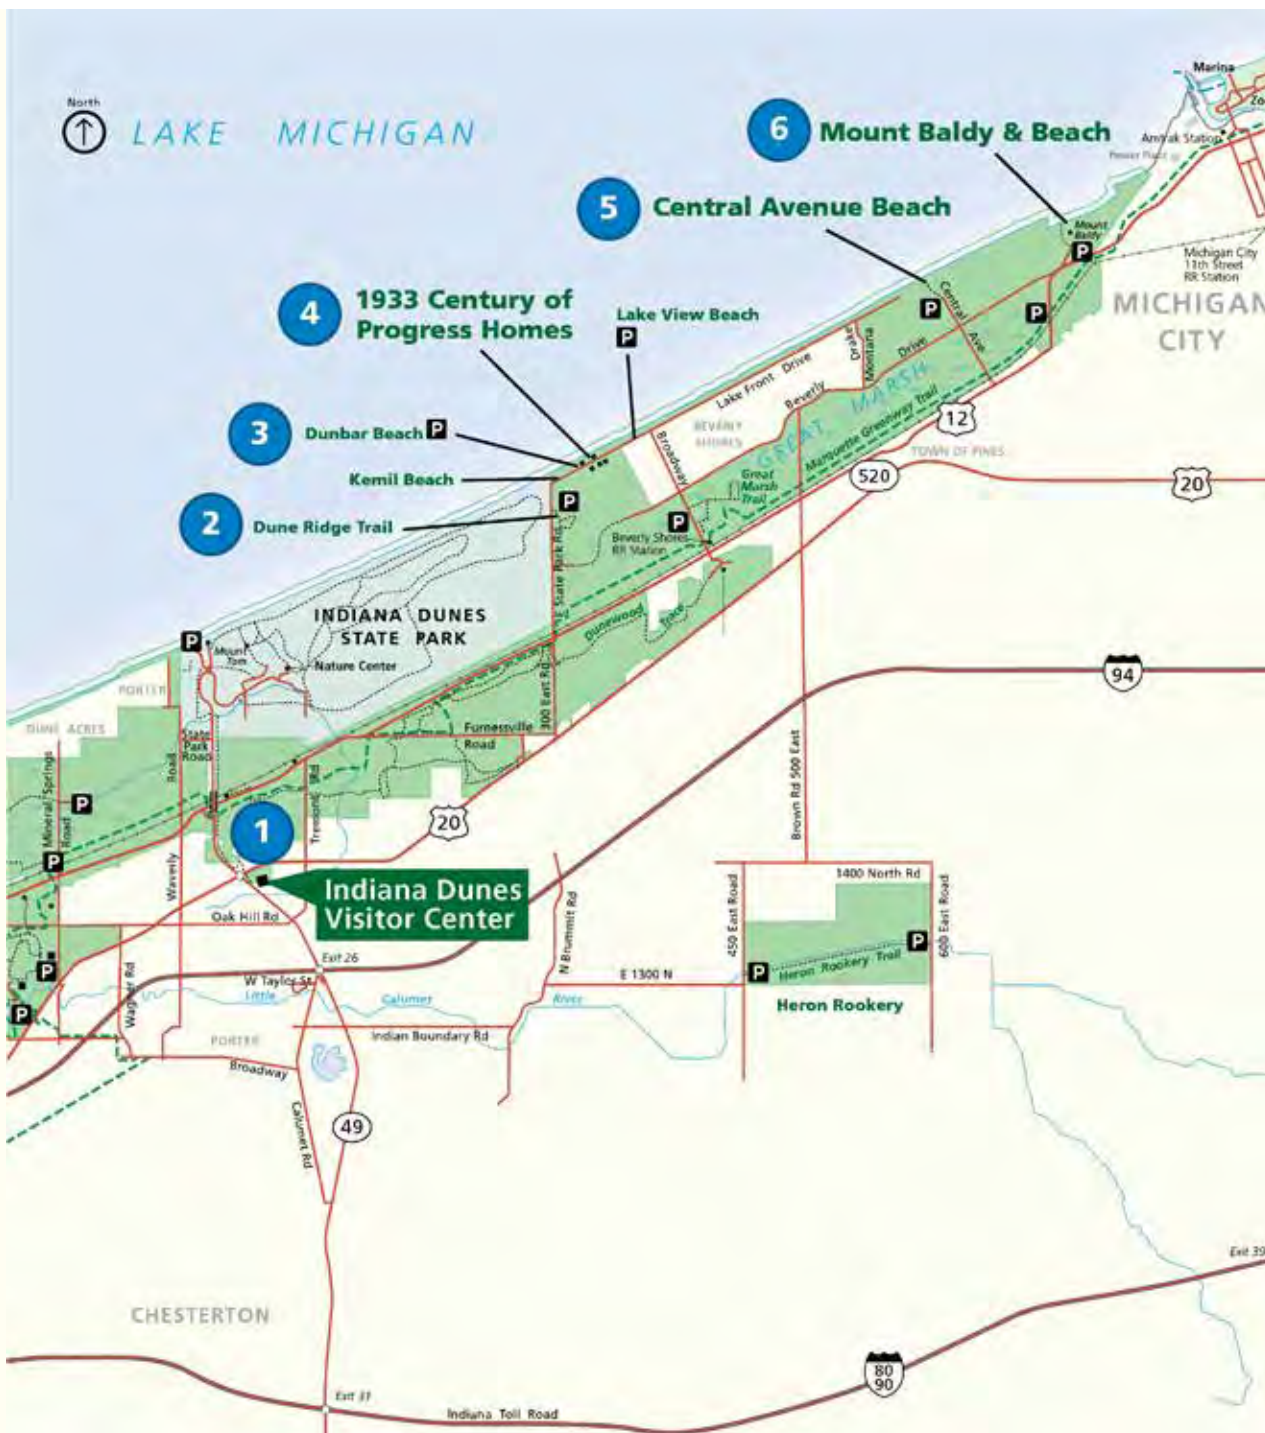 North
LAKE MICHIGAN
Marina
6
Mount Baldy & Beach
Amtrak Station
Power Plant
5
Central Avenue Beach
Mount
Baldy
P
Michigan City
11th Street
RR Station
MICHIGAN
CITY
4
1933 Century of
Progress Homes
Lake View Beach
P
P
P
Central Ave
Drake
Montana
Lake Front Drive
Beverly Drive
GREAT MARSH
Marquette Greenway Trail
BEVERLY
SHORES
12
TOWN OF PINES
3
Dunbar Beach P
Broadway
Kemil Beach
Great
Marsh
Trail
520
20
2
Dune Ridge Trail
P
P
Beverly Shores
RR Station
E State Park Rd
INDIANA DUNES
STATE PARK
P
Mount
Tom
Nature Center
Dunewood Trace
94
PORTER
300 East Rd
DUNE ACRES
State
Park
Road
Furnessville
Road
Mineral Springs
Road
Waverly Road
Tremont Rd
Brown Rd 500 East
P
20
1
P
Indiana Dunes
Visitor Center
1400 North Rd
Oak Hill Rd
N Brummit Rd
450 East Road
600 East Road
P
Exit 26
P
W Taylor St
E 1300 N
P
Heron Rookery Trail
Heron Rookery
Wagner Rd
Little Calumet River
P
PORTER
Indian Boundary Rd
Broadway
Calumet Rd
49
CHESTERTON
Exit 39
80
90
Exit 31
Indiana Toll Road